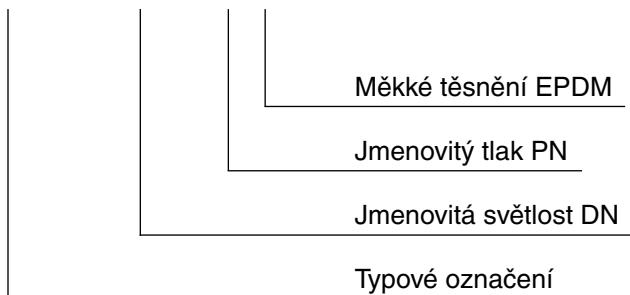 Měkké těsnění EPDM
Jmenovitý tlak PN
Jmenovitá světlost DN
Typové označení